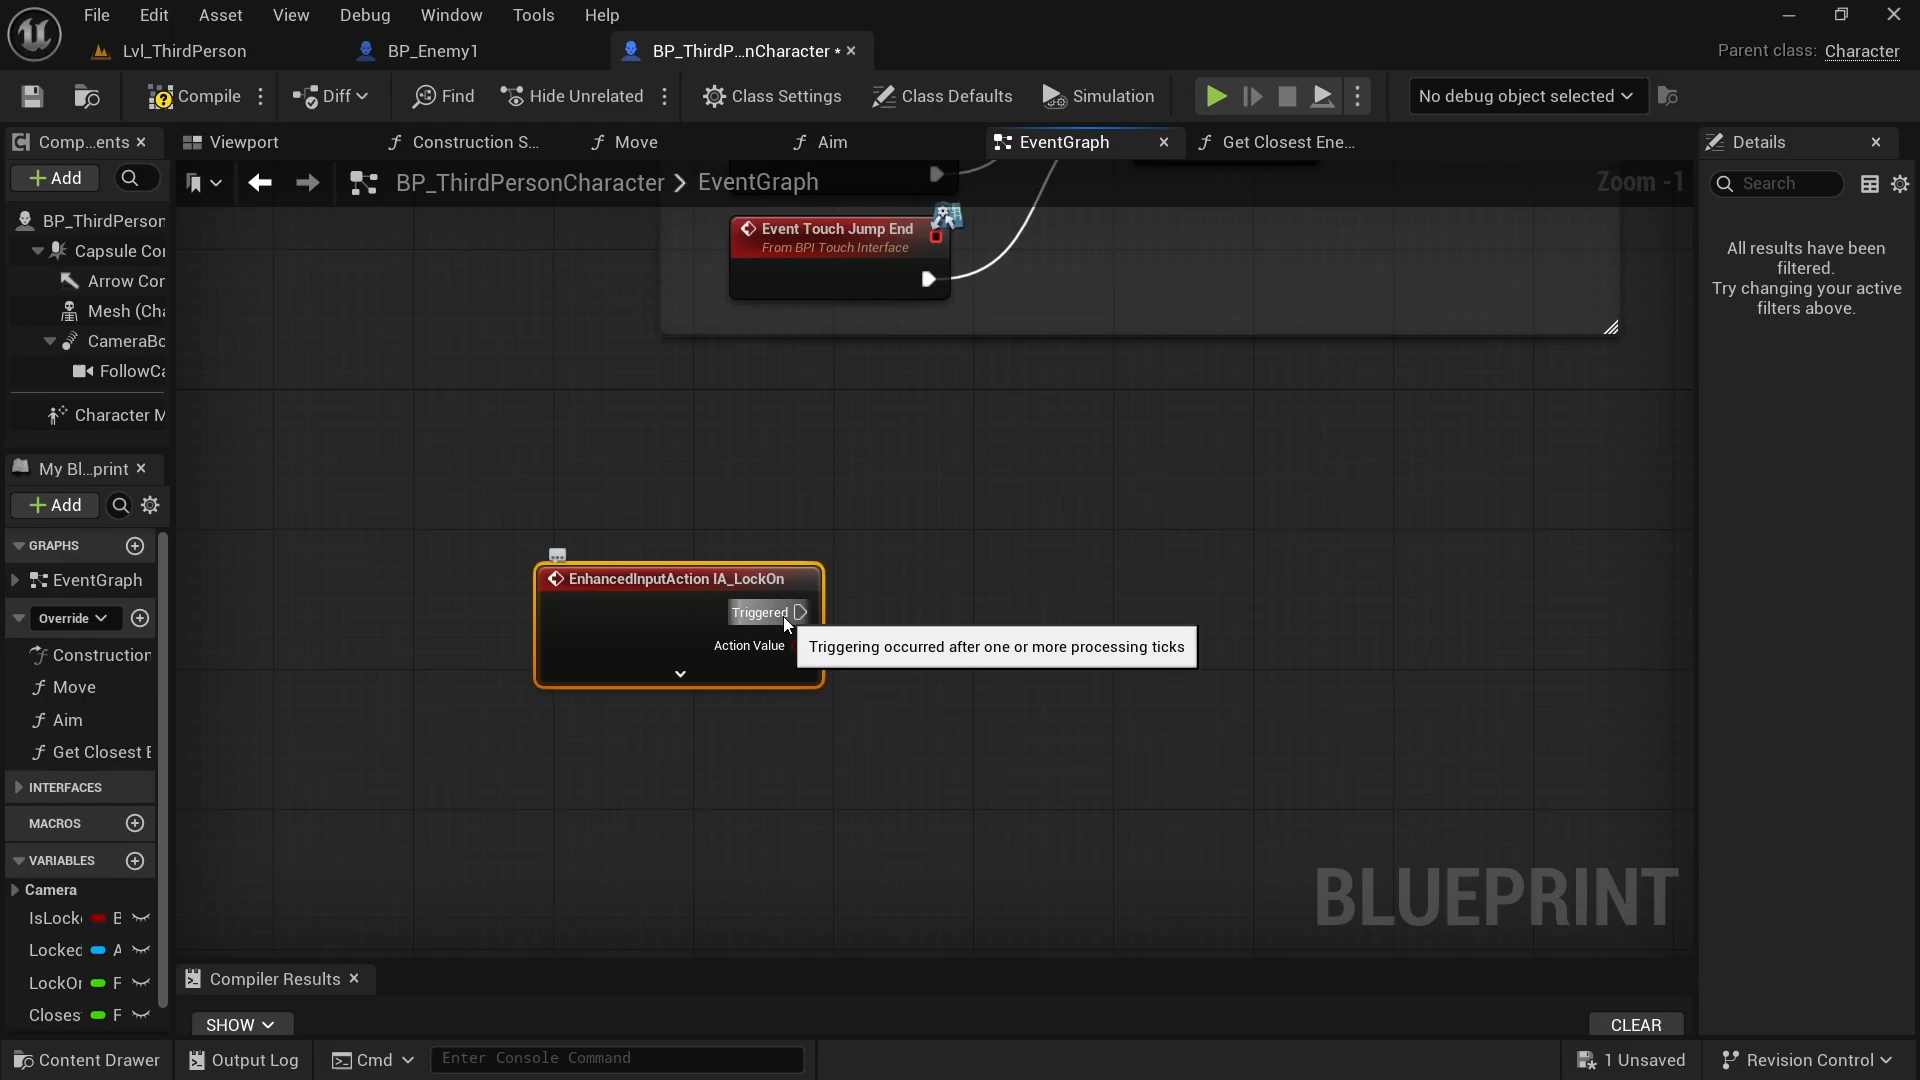 File Edit Asset View Debug Window Tools Help
Lvl_ThirdPerson BP_Enemy1 BP_ThirdP...nCharacter * Parent class: Character
Compile Diff Find Hide Unrelated Class Settings Class Defaults Simulation No debug object selected
Comp...ents Viewport Construction S... Move Aim EventGraph Get Closest Ene... Details
Add BP_ThirdPersonCharacter > EventGraph Zoom -1 Search
BP_ThirdPerson
Capsule Co
Arrow Co
Mesh (Ch
CameraBo
FollowCa
Character M
Event Touch Jump End
From BPI Touch Interface
All results have been
filtered.
Try changing your active
filters above.
My Bl...print
Add
GRAPHS
EventGraph
Override
Construction
Move
Aim
Get Closest E
INTERFACES
MACROS
VARIABLES
Camera
IsLock B
Locked A
LockOn F
Closes F
EnhancedInputAction IA_LockOn
Triggered
Action Value
Triggering occurred after one or more processing ticks
BLUEPRINT
Compiler Results
SHOW CLEAR
Content Drawer Output Log Cmd Enter Console Command 1 Unsaved Revision Control